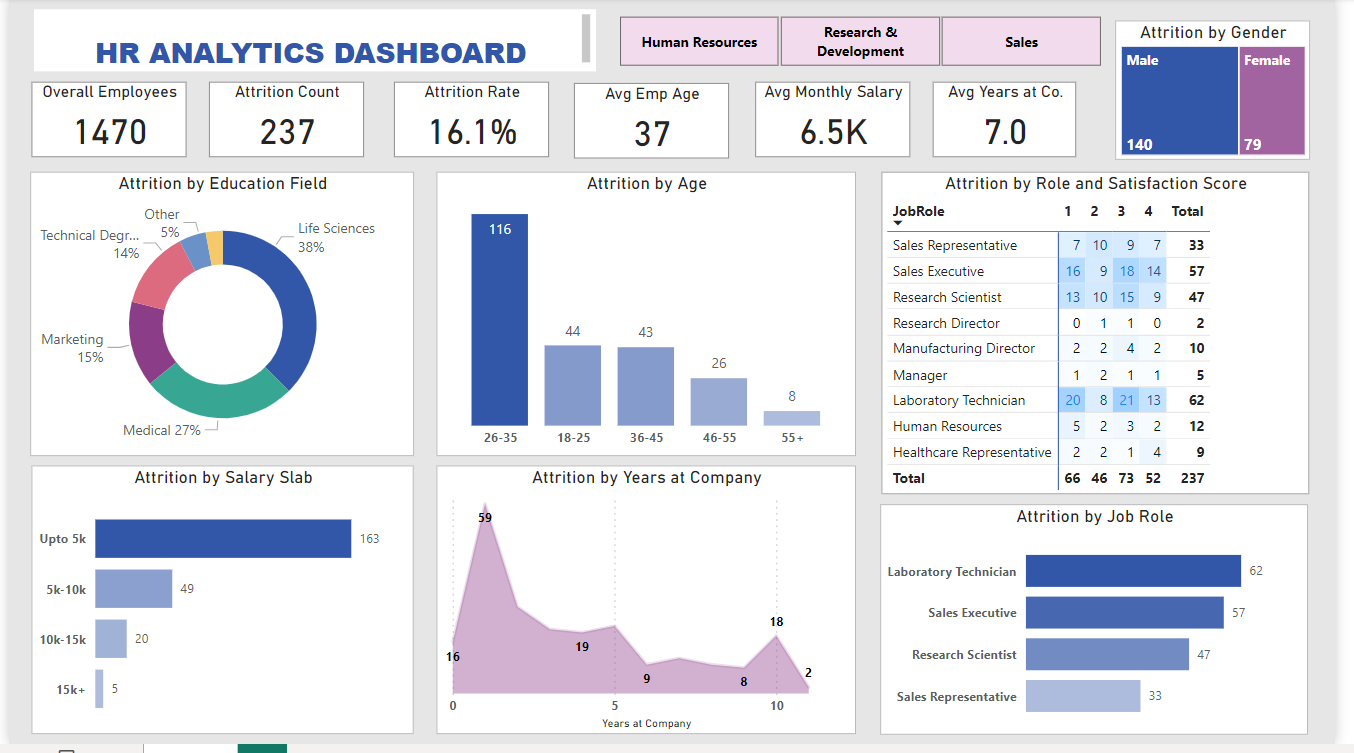 HR ANALYTICS DASHBOARD
Human Resources
Research &
Development
Sales
Attrition by Gender
Male
Female
140
79
Overall Employees
1470
Attrition Count
237
Attrition Rate
16.1%
Avg Emp Age
37
Avg Monthly Salary
6.5K
Avg Years at Co.
7.0
Attrition by Education Field
Other
5%
Life Sciences
38%
Technical Degr...
14%
Marketing
15%
Medical 27%
Attrition by Age
116
44
43
26
8
26-35 18-25 36-45 46-55 55+
Attrition by Role and Satisfaction Score
JobRole 1 2 3 4 Total
Sales Representative 7 10 9 7 33
Sales Executive 16 9 18 14 57
Research Scientist 13 10 15 9 47
Research Director 0 1 1 0 2
Manufacturing Director 2 2 4 2 10
Manager 1 2 1 1 5
Laboratory Technician 20 8 21 13 62
Human Resources 5 2 3 2 12
Healthcare Representative 2 2 1 4 9
Total 66 46 73 52 237
Attrition by Salary Slab
Upto 5k 163
5k-10k 49
10k-15k 20
15k+ 5
Attrition by Years at Company
59
16
19
9
8
18
2
0 5 10
Years at Company
Attrition by Job Role
Laboratory Technician 62
Sales Executive 57
Research Scientist 47
Sales Representative 33